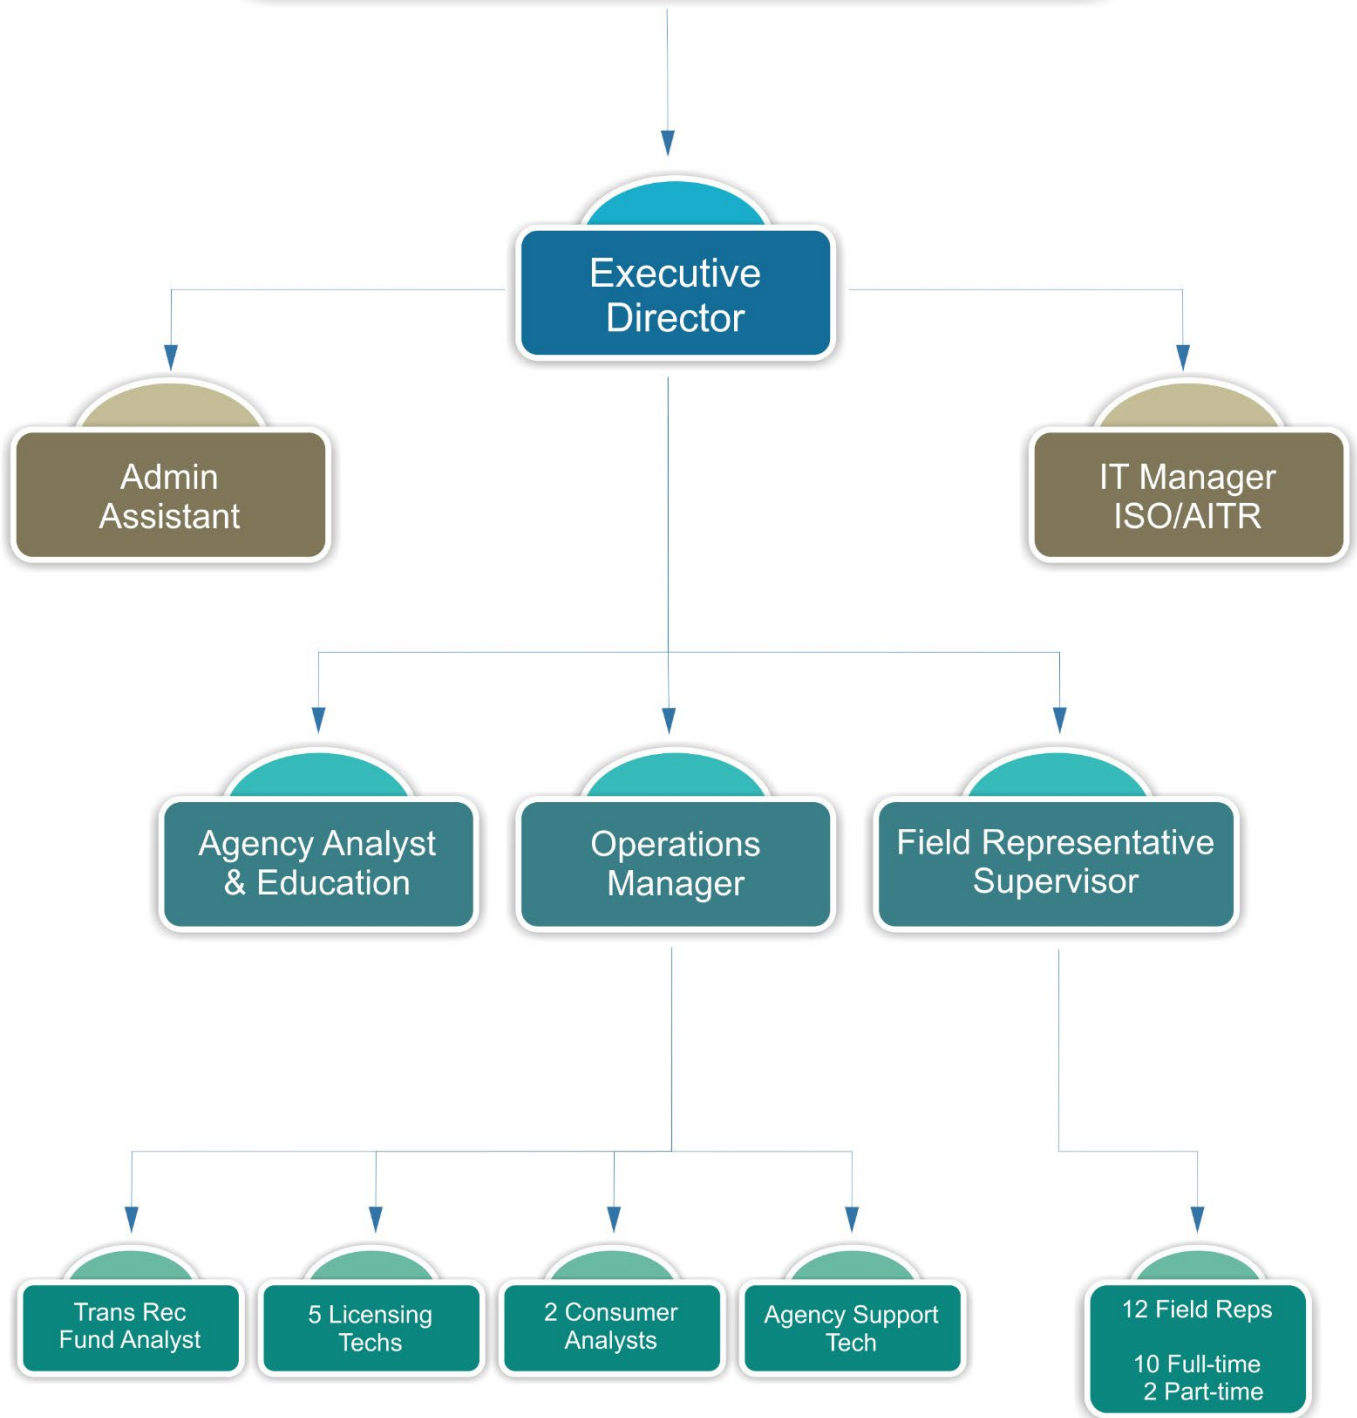 Executive
Director
Admin
Assistant
IT Manager
ISO/AITR
Agency Analyst
& Education
Operations
Manager
Field Representative
Supervisor
Trans Rec
Fund Analyst
5 Licensing
Techs
2 Consumer
Analysts
Agency Support
Tech
12 Field Reps
10 Full-time
2 Part-time